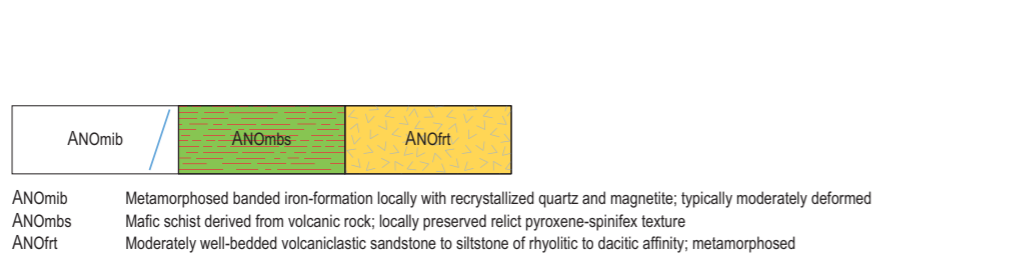 ANOmib ANOmbs ANOfrt
ANOmib Metamorphosed banded iron-formation locally with recrystallized quartz and magnetite; typically moderately deformed
ANOmbs Mafic schist derived from volcanic rock; locally preserved relict pyroxene-spinifex texture
ANOfrt Moderately well-bedded volcaniclastic sandstone to siltstone of rhyolitic to dacitic affinity; metamorphosed